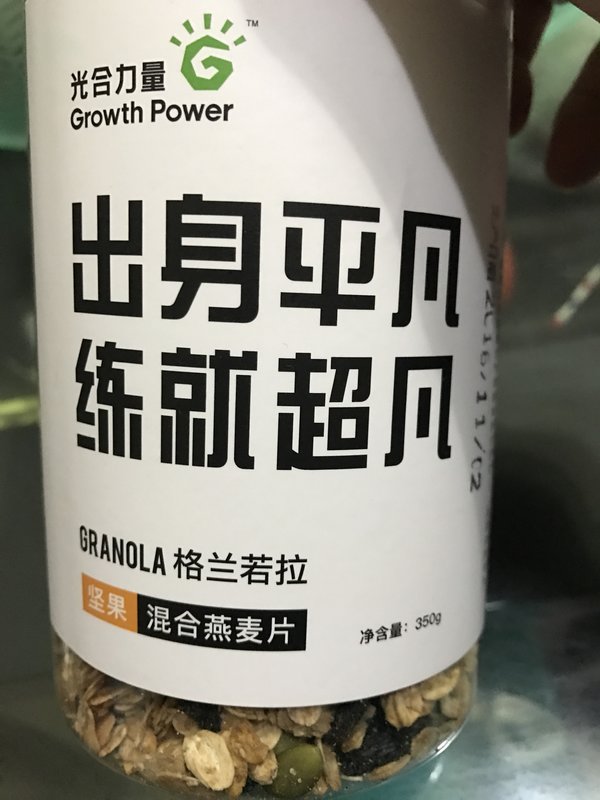 光合力量
Growth Power
TM
出身平凡
练就超凡
GRANOLA 格兰若拉
坚果 混合燕麦片
净含量：350g